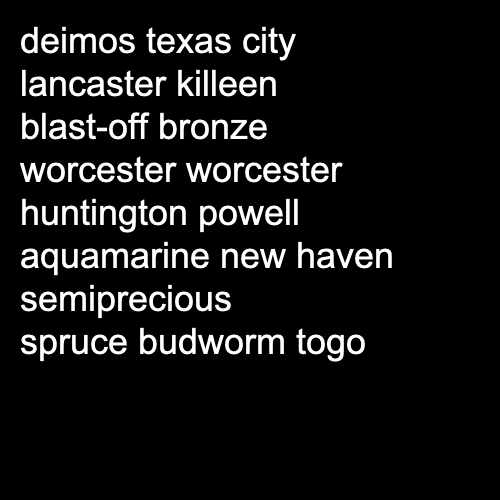 deimos texas city
lancaster killeen
blast-off bronze
worcester worcester
huntington powell
aquamarine new haven
semiprecious
spruce budworm togo